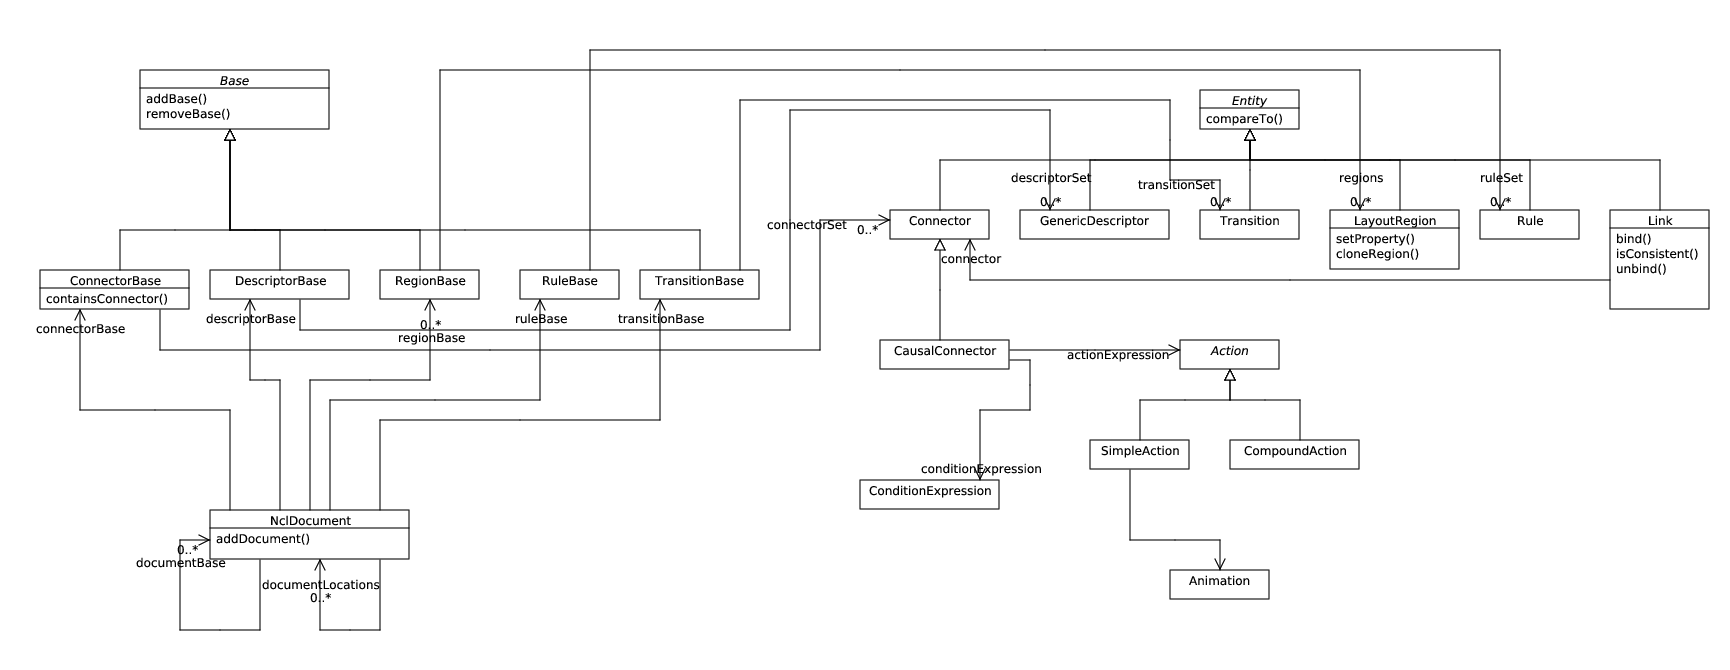 Base
addBase()
removeBase()
Entity
compareTo()
descriptorSet
0..*
transitionSet
0..*
regions
0..*
ruleSet
0..*
connectorSet
0..*
Connector
GenericDescriptor
Transition
LayoutRegion
setProperty()
cloneRegion()
Rule
Link
bind()
isConsistent()
unbind()
connector
ConnectorBase
containsConnector()
DescriptorBase
RegionBase
RuleBase
TransitionBase
connectorBase
descriptorBase
0..*
regionBase
ruleBase
transitionBase
CausalConnector
actionExpression
Action
SimpleAction
CompoundAction
conditionExpression
ConditionExpression
NclDocument
addDocument()
0..*
documentBase
documentLocations
0..*
Animation